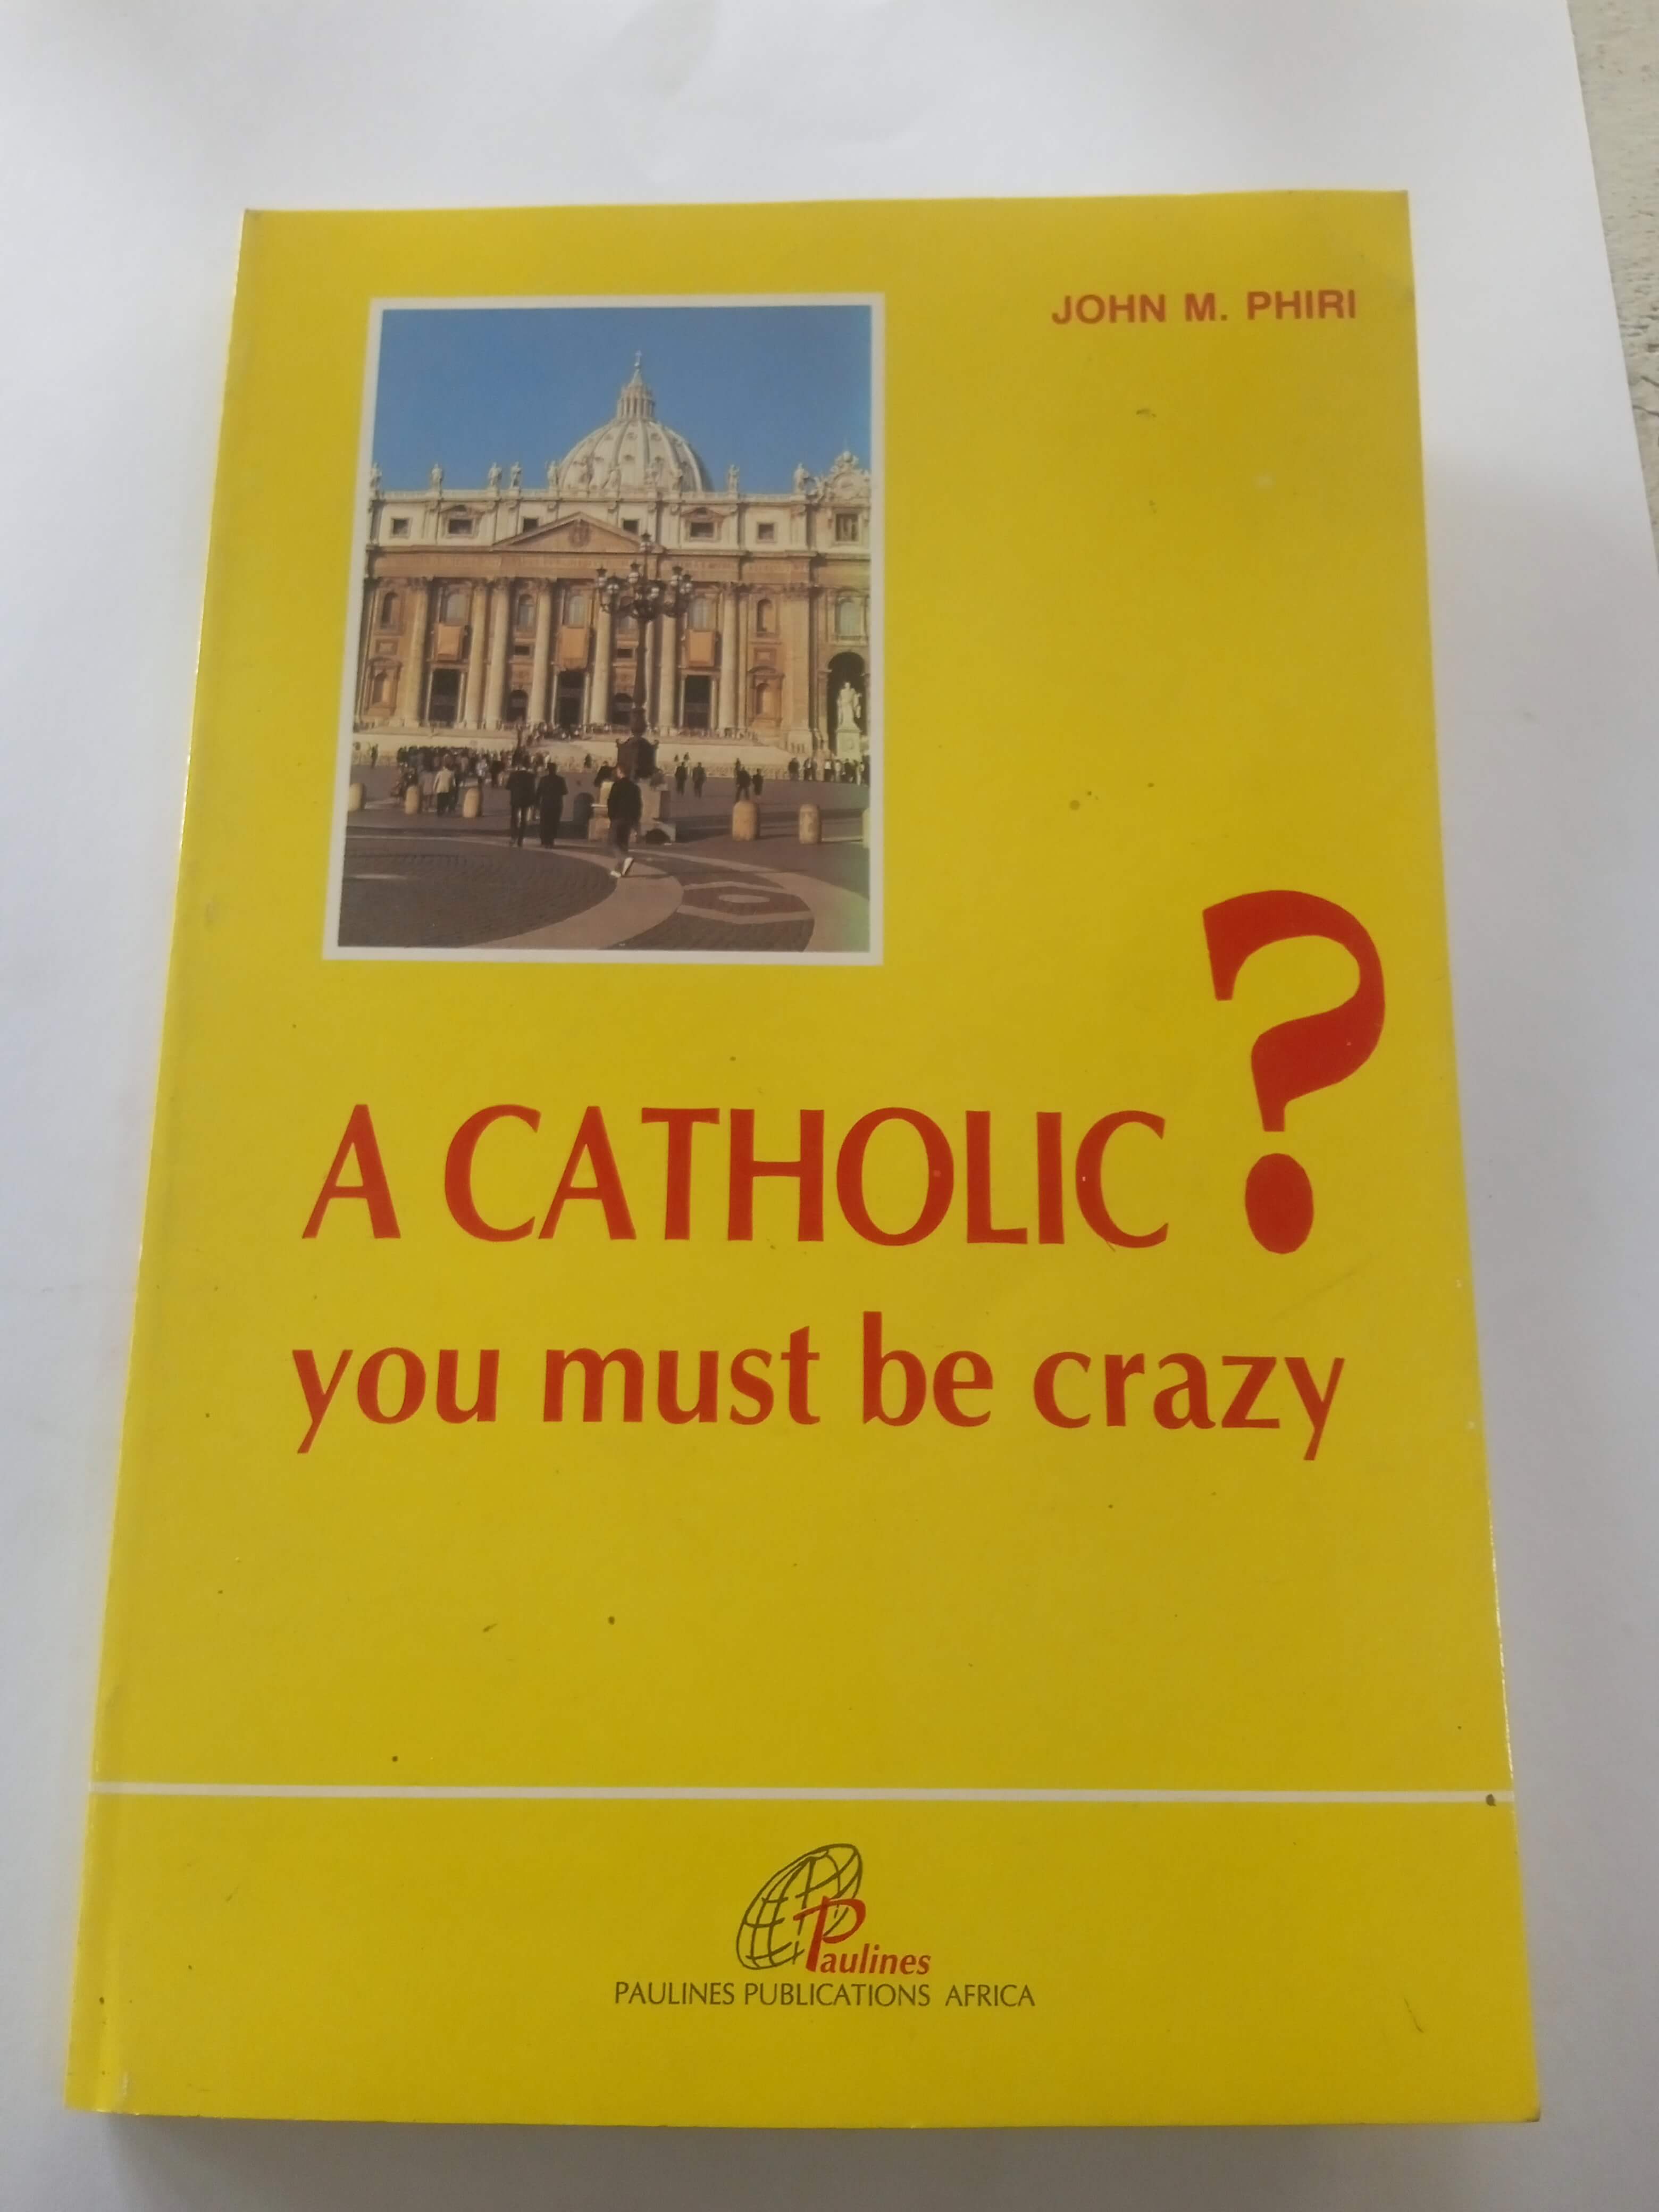 JOHN M. PHIRI
A CATHOLIC?
you must be crazy
Paulines
PAULINES PUBLICATIONS AFRICA